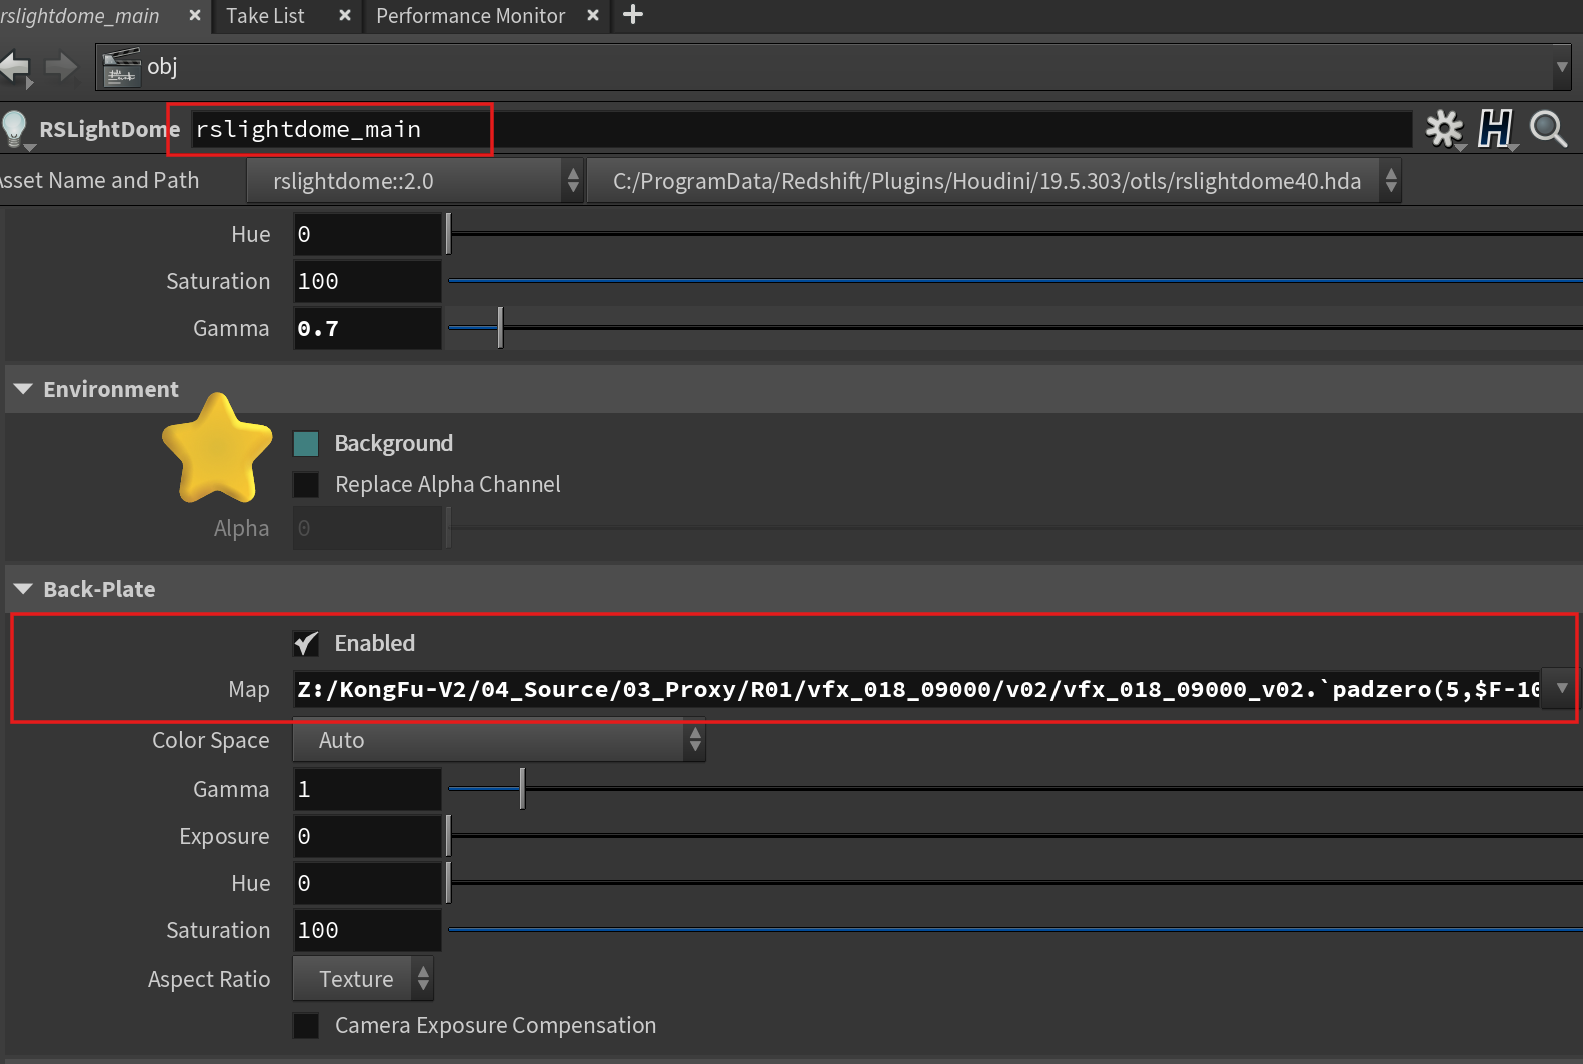 rslightdome_main Take List Performance Monitor
obj
RSLightDome rslightdome_main
Asset Name and Path rslightdome::2.0 C:/ProgramData/Redshift/Plugins/Houdini/19.5.303/otls/rslightdome40.hda
Hue 0
Saturation 100
Gamma 0.7
Environment
Background
Replace Alpha Channel
Alpha 0
Back-Plate
Enabled
Map Z:/KongFu-V2/04_Source/03_Proxy/R01/vfx_018_09000/v02/vfx_018_09000_v02.`padzero(5,$F-10
Color Space Auto
Gamma 1
Exposure 0
Hue 0
Saturation 100
Aspect Ratio Texture
Camera Exposure Compensation